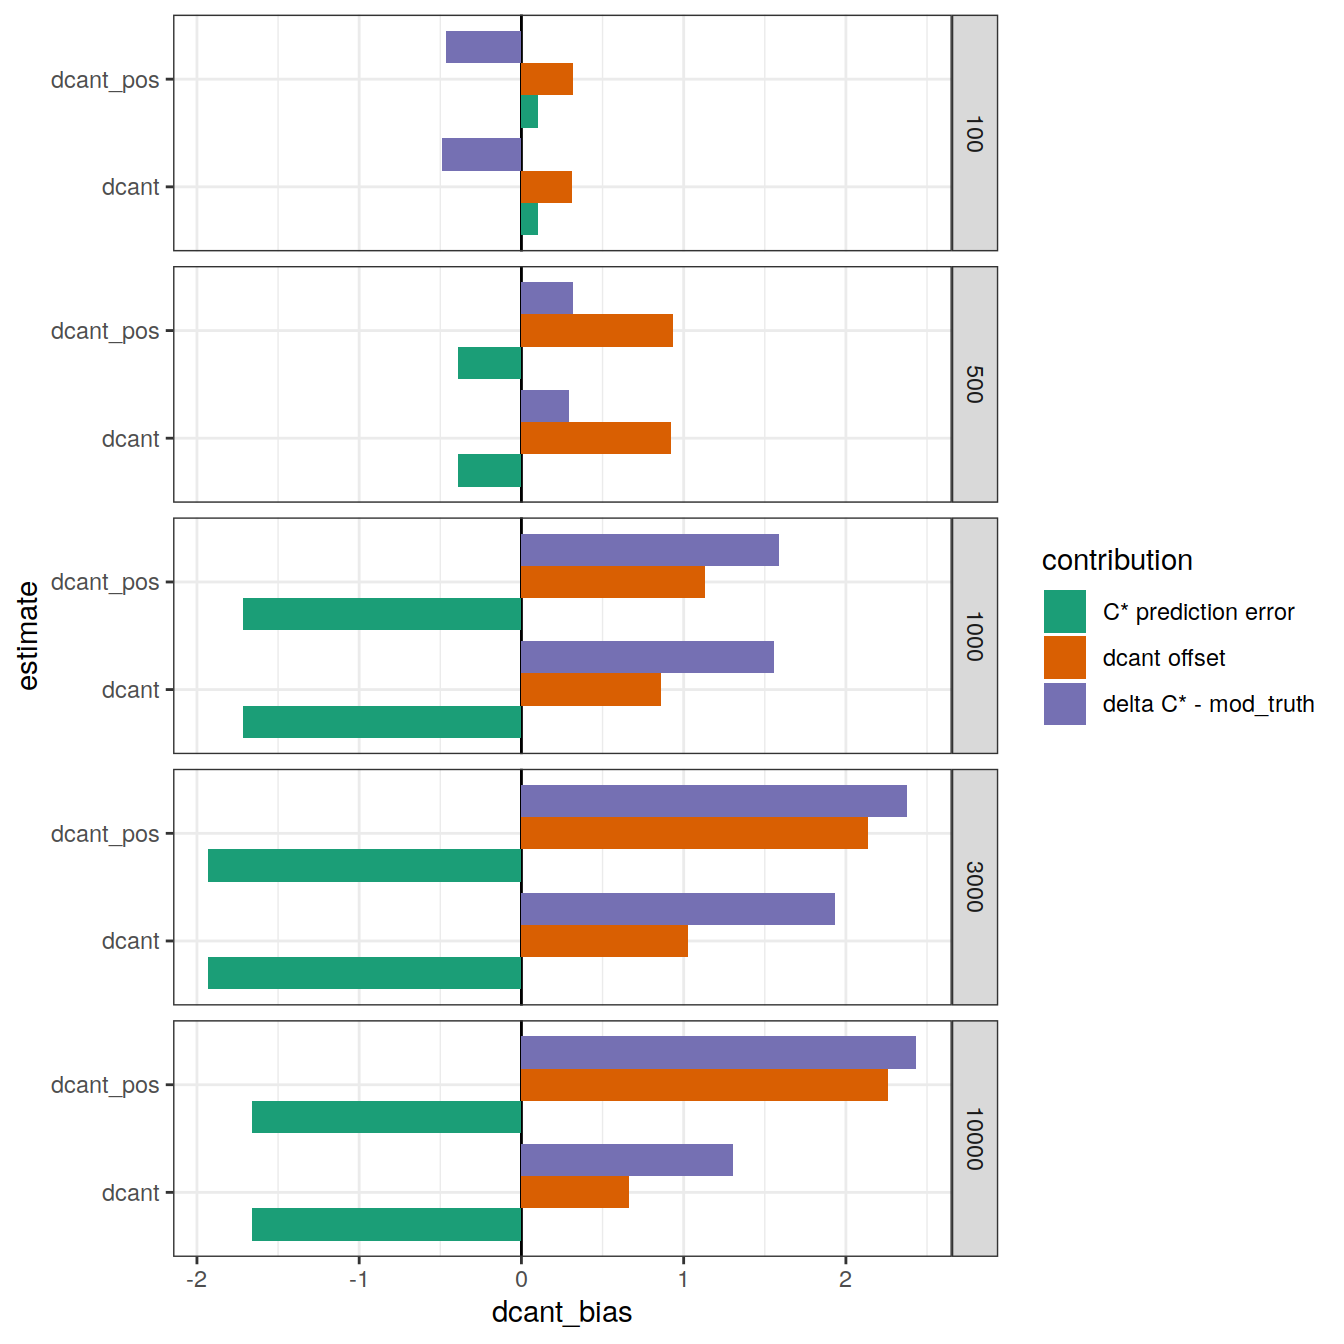 dcant_pos
dcant
100
dcant_pos
dcant
500
dcant_pos
dcant
1000
dcant_pos
dcant
3000
dcant_pos
dcant
10000
-2 -1 0 1 2
dcant_bias
estimate
contribution
C* prediction error
dcant offset
delta C* - mod_truth